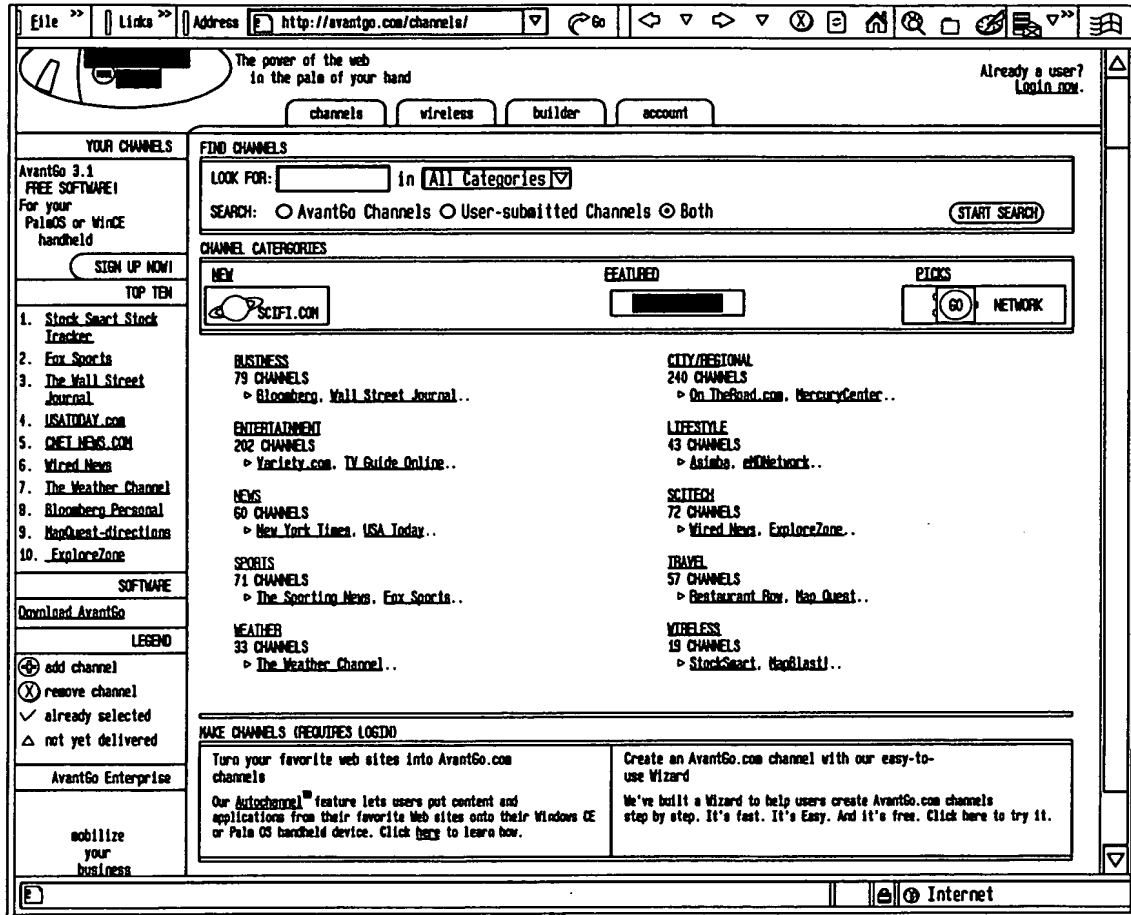 File >> Links >> Address http://avantgo.com/channels/ Go >>
The power of the web
in the palm of your hand
Already a user?
Login now.
channels wireless builder account
YOUR CHANNELS
AvantGo 3.1
FREE SOFTWARE!
For your
PalmOS or WinCE
handheld
SIGN UP NOW!
TOP TEN
1. Stock Smart Stock
Tracker
2. Fox Sports
3. The Wall Street
Journal
4. USATODAY.com
5. CNET NEWS.COM
6. Wired News
7. The Weather Channel
8. Bloomberg Personal
9. MapQuest-directions
10. ExploreZone
SOFTWARE
Download AvantGo
LEGEND
add channel
X remove channel
already selected
not yet delivered
AvantGo Enterprise
mobilize
your
business
FIND CHANNELS
LOOK FOR: in All Categories
SEARCH: AvantGo Channels User-submitted Channels Both START SEARCH
CHANNEL CATERGORIES
NEW FEATURED PICKS
SCIFI.COM GO NETWORK
BUSINESS
79 CHANNELS
Bloomberg, Wall Street Journal..
ENTERTAINMENT
202 CHANNELS
Variety.com, TV Guide Online..
NEWS
60 CHANNELS
New York Times, USA Today..
SPORTS
71 CHANNELS
The Sporting News, Fox Sports..
WEATHER
33 CHANNELS
The Weather Channel..
CITY/REGIONAL
240 CHANNELS
On TheRoad.com, MercuryCenter..
LIFESTYLE
43 CHANNELS
Asimba, eMDNetwork..
SCITECH
72 CHANNELS
Wired News, ExploreZone..
TRAVEL
57 CHANNELS
Restaurant Row, Map Quest..
WIRELESS
19 CHANNELS
StockSmart, MapBlast!..
MAKE CHANNELS (REQUIRES LOGIN)
Turn your favorite web sites into AvantGo.com
channels
Our Autochannel feature lets users put content and
applications from their favorite Web sites onto their Windows CE
or Palm OS handheld device. Click here to learn how.
Create an AvantGo.com channel with our easy-to-
use Wizard
We've built a Wizard to help users create AvantGo.com channels
step by step. It's fast. It's Easy. And it's free. Click here to try it.
Internet